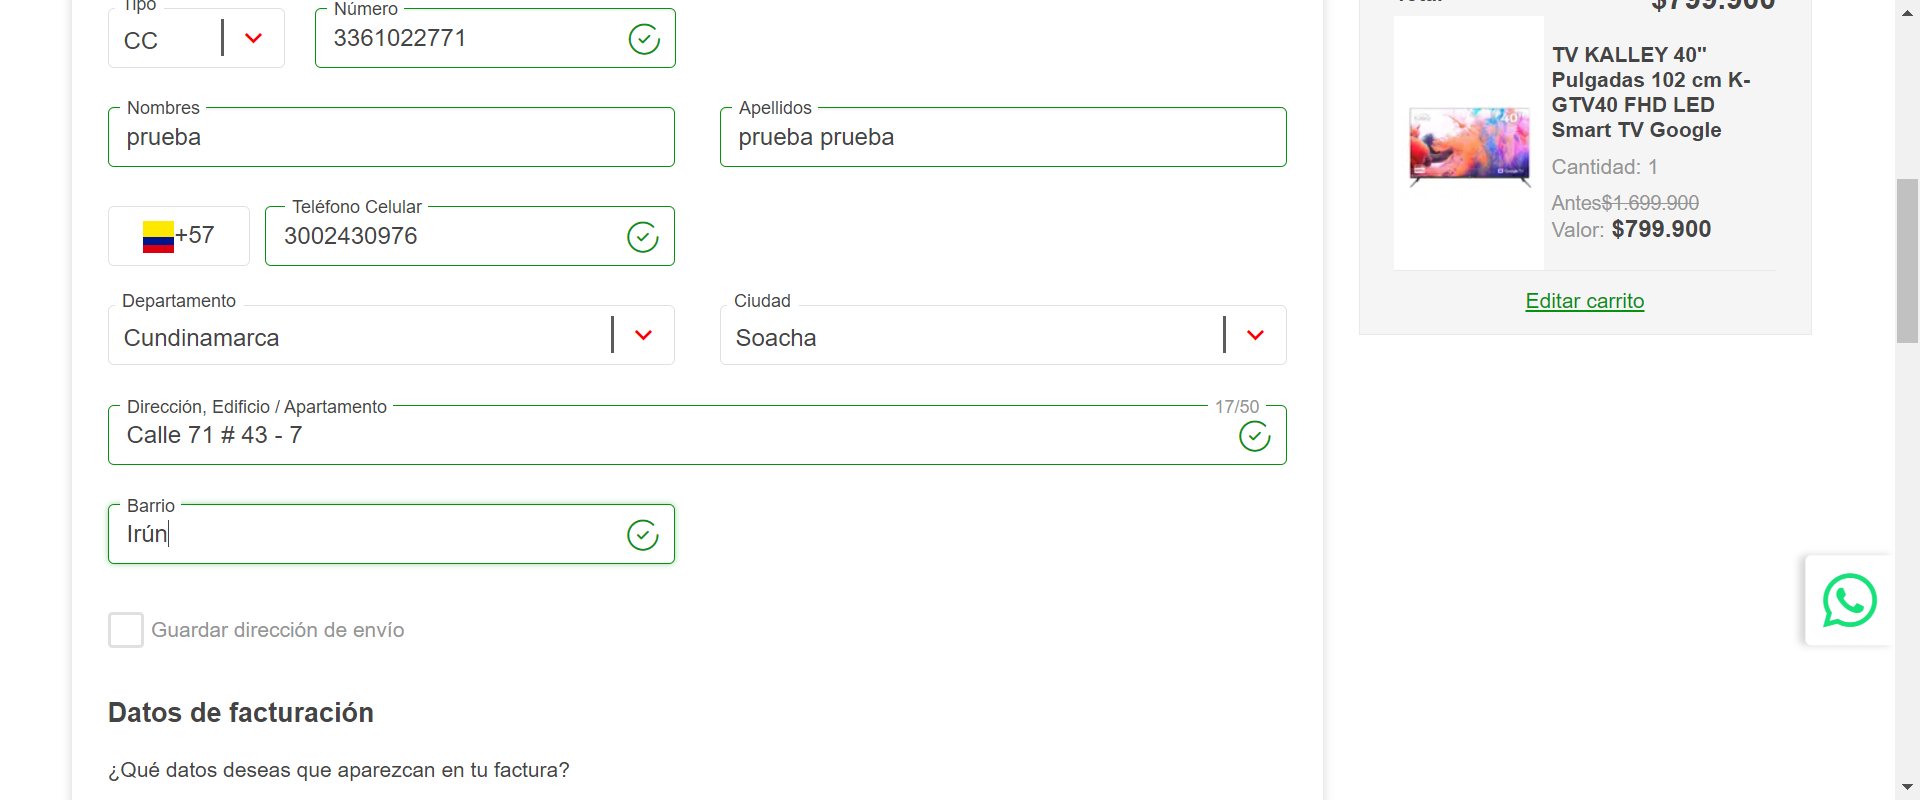 Tipo
CC
Número
3361022771
Nombres
prueba
Apellidos
prueba prueba
+57
Teléfono Celular
3002430976
Departamento
Cundinamarca
Ciudad
Soacha
Dirección, Edificio / Apartamento
17/50
Calle 71 # 43 - 7
Barrio
Irún
Guardar dirección de envío
Datos de facturación
¿Qué datos deseas que aparezcan en tu factura?
$799.900
TV KALLEY 40"
Pulgadas 102 cm K-
GTV40 FHD LED
Smart TV Google
Cantidad: 1
Antes$1.699.900
Valor: $799.900
Editar carrito